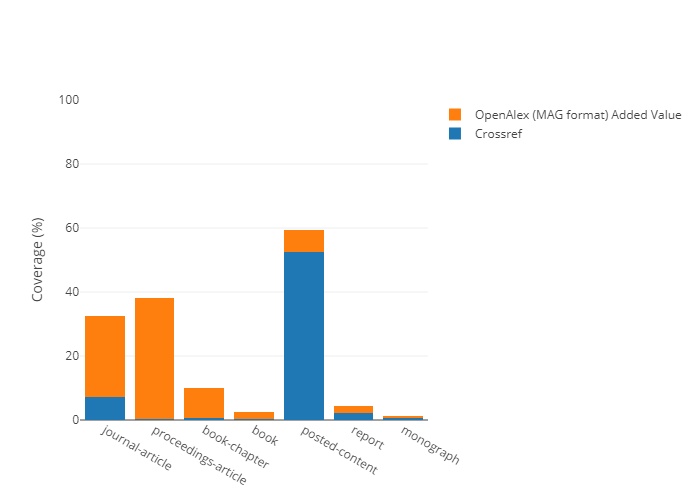 OpenAlex (MAG format) Added Value
Crossref
Coverage (%)
100
80
60
40
20
0
journal-article
proceedings-article
book-chapter
book
posted-content
report
monograph